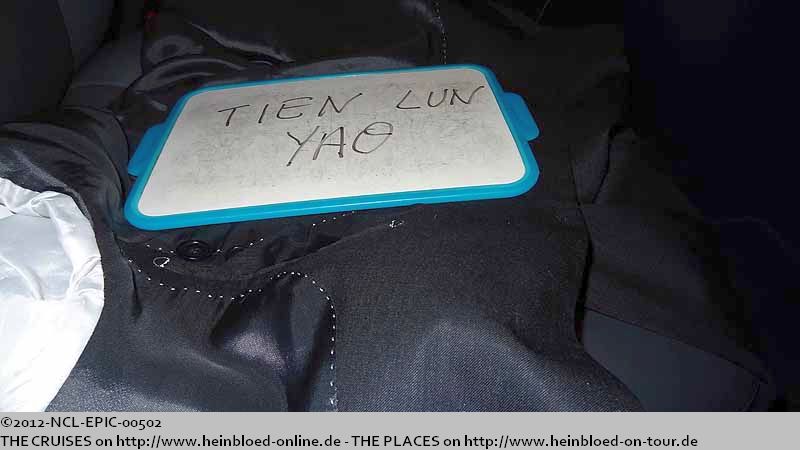 TIEN LUN
YAO
©2012-NCL-EPIC-00502
THE CRUISES on http://www.heinbloed-online.de - THE PLACES on http://www.heinbloed-on-tour.de